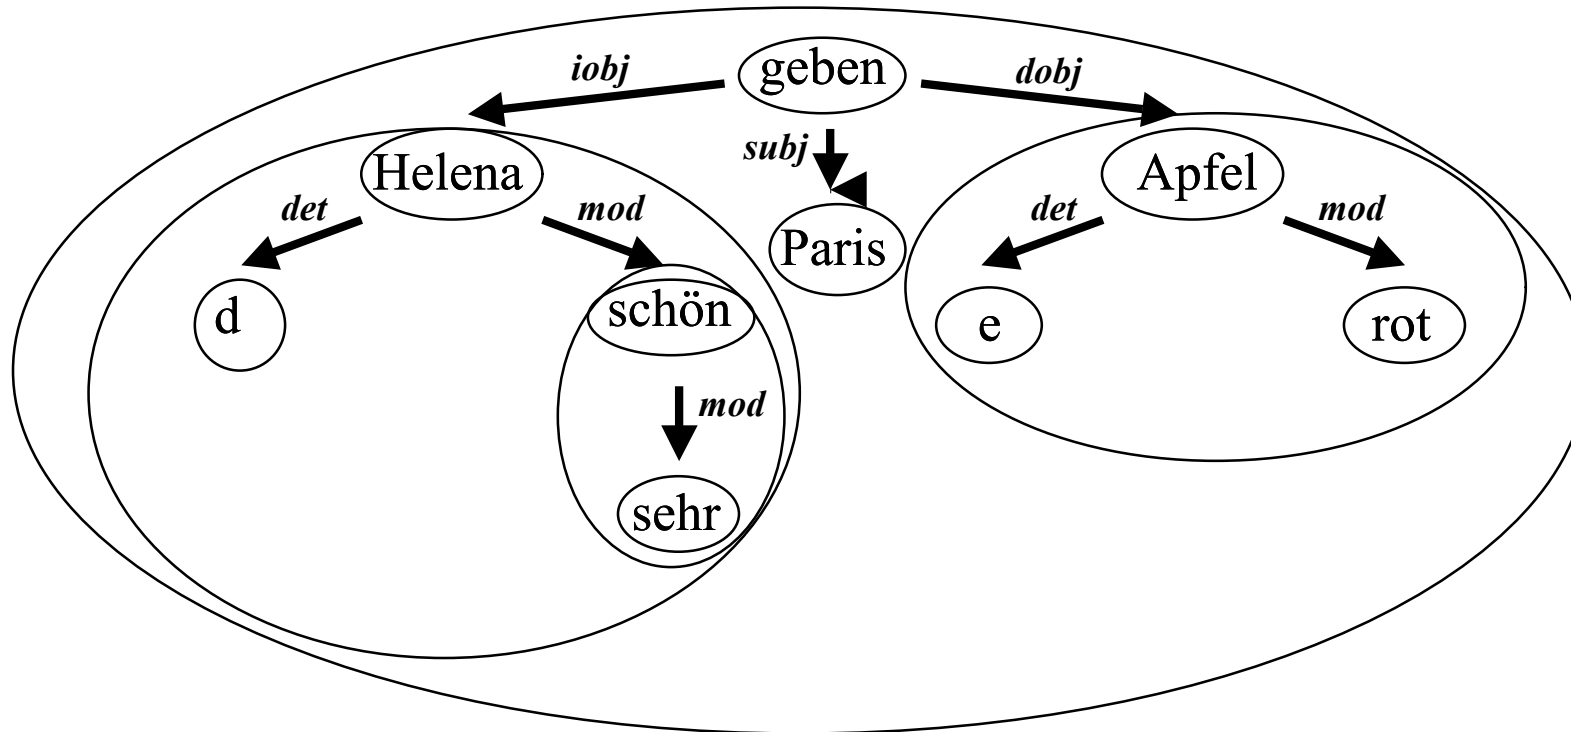 iobj geben dobj
subj
Helena Apfel
det mod det mod
Paris
d schön e rot
mod
sehr